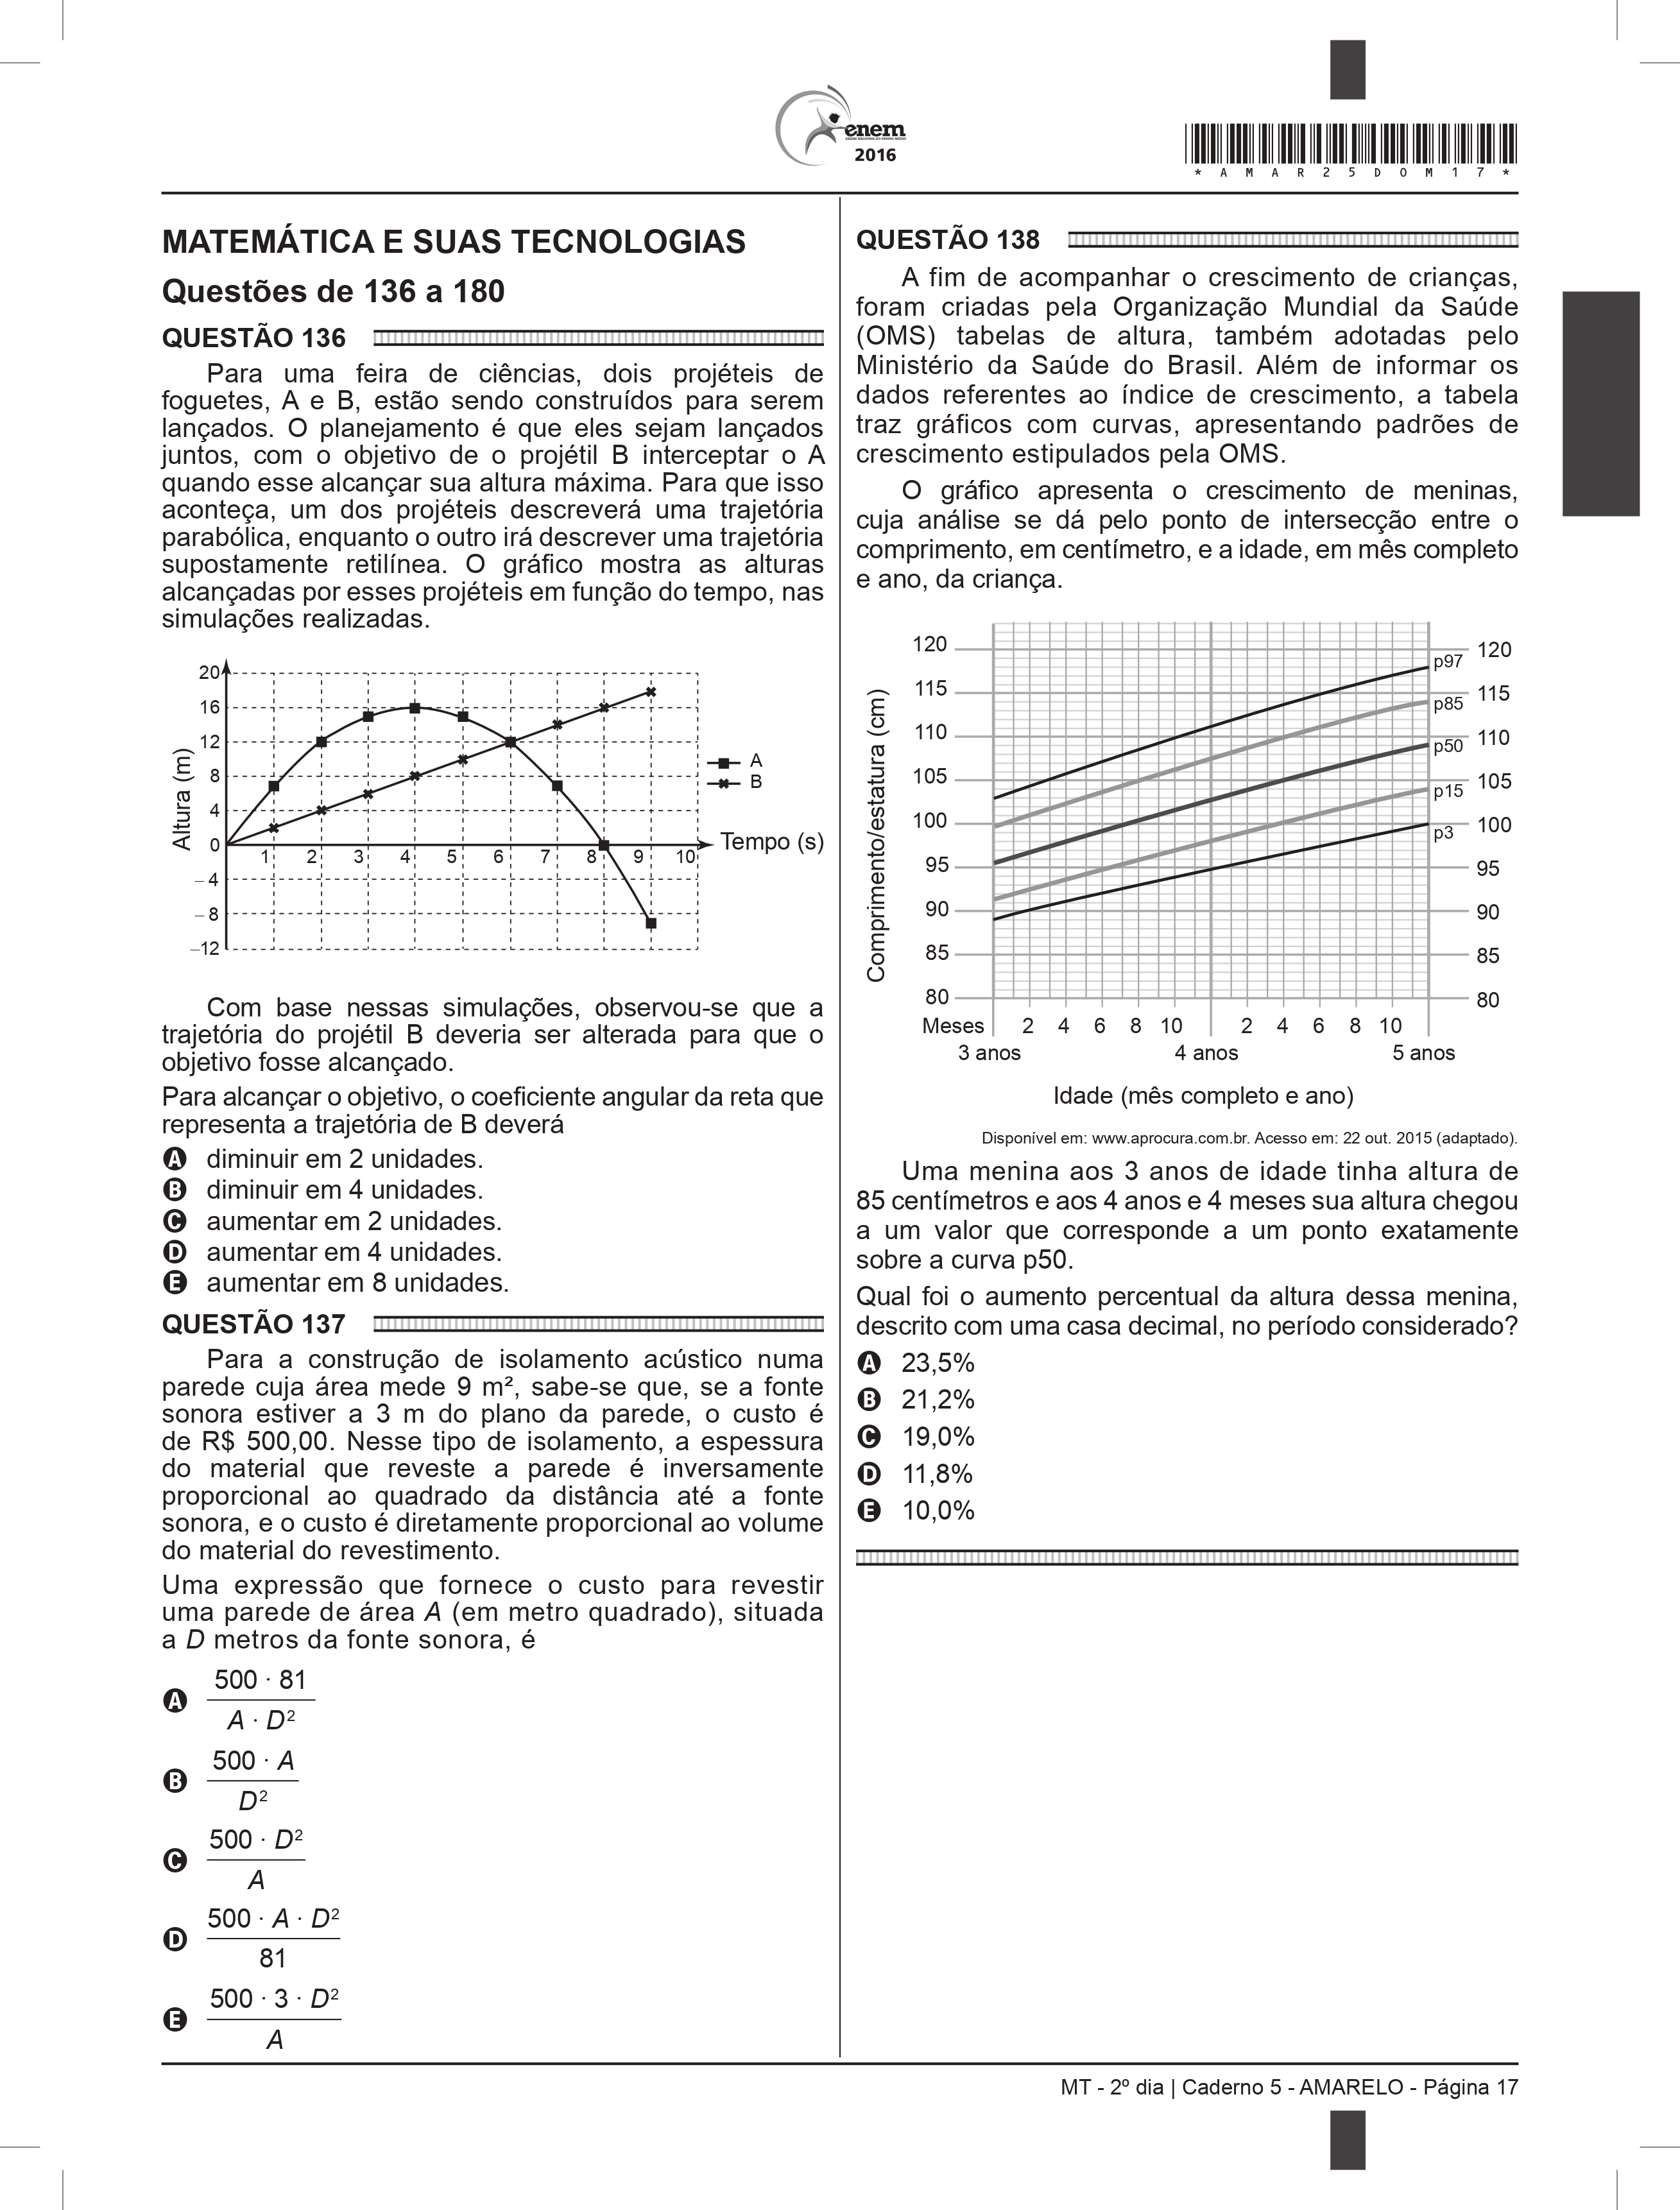 enem
EXAME NACIONAL DO ENSINO MÉDIO
2016
*AMAR25DOM17*
MATEMÁTICA E SUAS TECNOLOGIAS
Questões de 136 a 180
QUESTÃO 136
Para uma feira de ciências, dois projéteis de
foguetes, A e B, estão sendo construídos para serem
lançados. O planejamento é que eles sejam lançados
juntos, com o objetivo de o projétil B interceptar o A
quando esse alcançar sua altura máxima. Para que isso
aconteça, um dos projéteis descreverá uma trajetória
parabólica, enquanto o outro irá descrever uma trajetória
supostamente retilínea. O gráfico mostra as alturas
alcançadas por esses projéteis em função do tempo, nas
simulações realizadas.
Altura (m)
20
16
12
8
4
0
– 4
– 8
–12
1 2 3 4 5 6 7 8 9 10
Tempo (s)
A
B
Com base nessas simulações, observou-se que a
trajetória do projétil B deveria ser alterada para que o
objetivo fosse alcançado.
Para alcançar o objetivo, o coeficiente angular da reta que
representa a trajetória de B deverá
A diminuir em 2 unidades.
B diminuir em 4 unidades.
C aumentar em 2 unidades.
D aumentar em 4 unidades.
E aumentar em 8 unidades.
QUESTÃO 137
Para a construção de isolamento acústico numa
parede cuja área mede 9 m², sabe-se que, se a fonte
sonora estiver a 3 m do plano da parede, o custo é
de R$ 500,00. Nesse tipo de isolamento, a espessura
do material que reveste a parede é inversamente
proporcional ao quadrado da distância até a fonte
sonora, e o custo é diretamente proporcional ao volume
do material do revestimento.
Uma expressão que fornece o custo para revestir
uma parede de área A (em metro quadrado), situada
a D metros da fonte sonora, é
A
500 · 81
A · D²
B
500 · A
D²
C
500 · D²
A
D
500 · A · D²
81
E
500 · 3 · D²
A
QUESTÃO 138
A fim de acompanhar o crescimento de crianças,
foram criadas pela Organização Mundial da Saúde
(OMS) tabelas de altura, também adotadas pelo
Ministério da Saúde do Brasil. Além de informar os
dados referentes ao índice de crescimento, a tabela
traz gráficos com curvas, apresentando padrões de
crescimento estipulados pela OMS.
O gráfico apresenta o crescimento de meninas,
cuja análise se dá pelo ponto de intersecção entre o
comprimento, em centímetro, e a idade, em mês completo
e ano, da criança.
Comprimento/estatura (cm)
120
115
110
105
100
95
90
85
80
p97
p85
p50
p15
p3
120
115
110
105
100
95
90
85
80
Meses 2 4 6 8 10 2 4 6 8 10
3 anos 4 anos 5 anos
Idade (mês completo e ano)
Disponível em: www.aprocura.com.br. Acesso em: 22 out. 2015 (adaptado).
Uma menina aos 3 anos de idade tinha altura de
85 centímetros e aos 4 anos e 4 meses sua altura chegou
a um valor que corresponde a um ponto exatamente
sobre a curva p50.
Qual foi o aumento percentual da altura dessa menina,
descrito com uma casa decimal, no período considerado?
A 23,5%
B 21,2%
C 19,0%
D 11,8%
E 10,0%
MT - 2º dia | Caderno 5 - AMARELO - Página 17